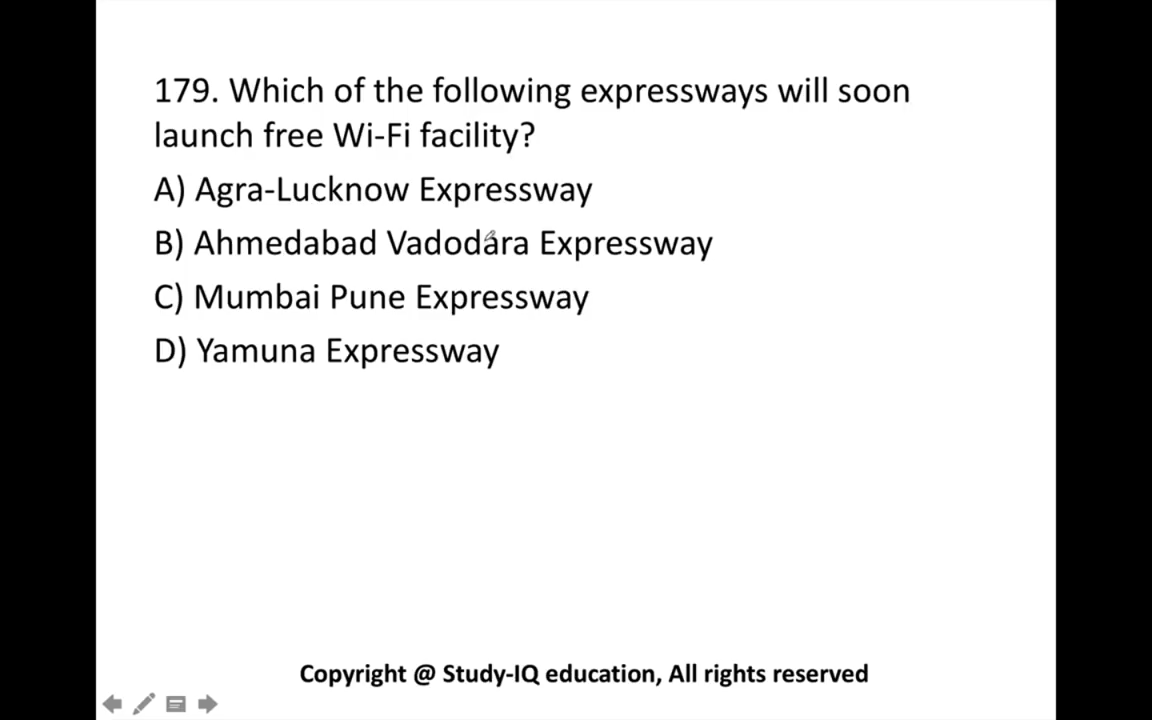 179. Which of the following expressways will soon
launch free Wi-Fi facility?
A) Agra-Lucknow Expressway
B) Ahmedabad Vadodara Expressway
C) Mumbai Pune Expressway
D) Yamuna Expressway
Copyright @ Study-IQ education, All rights reserved